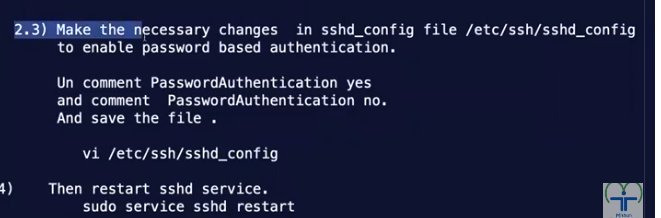 2.3) Make the necessary changes in sshd_config file /etc/ssh/sshd_config
to enable password based authentication.
Un comment PasswordAuthentication yes
and comment PasswordAuthentication no.
And save the file .
vi /etc/ssh/sshd_config
4) Then restart sshd service.
sudo service sshd restart